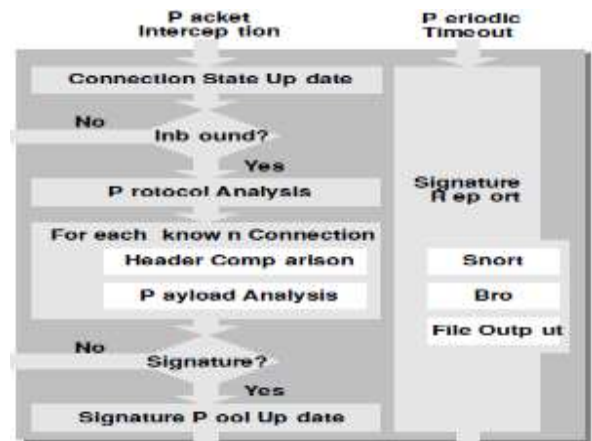 P acket
Intercep tion
P eriodic
Timeout
Connection State Up date
No
Inb ound?
Yes
P rotocol Analysis
Signature
R ep ort
For each know n Connection
Header Comp arison
Snort
P ayload Analysis
Bro
File Outp ut
No
Signature?
Yes
Signature P ool Up date